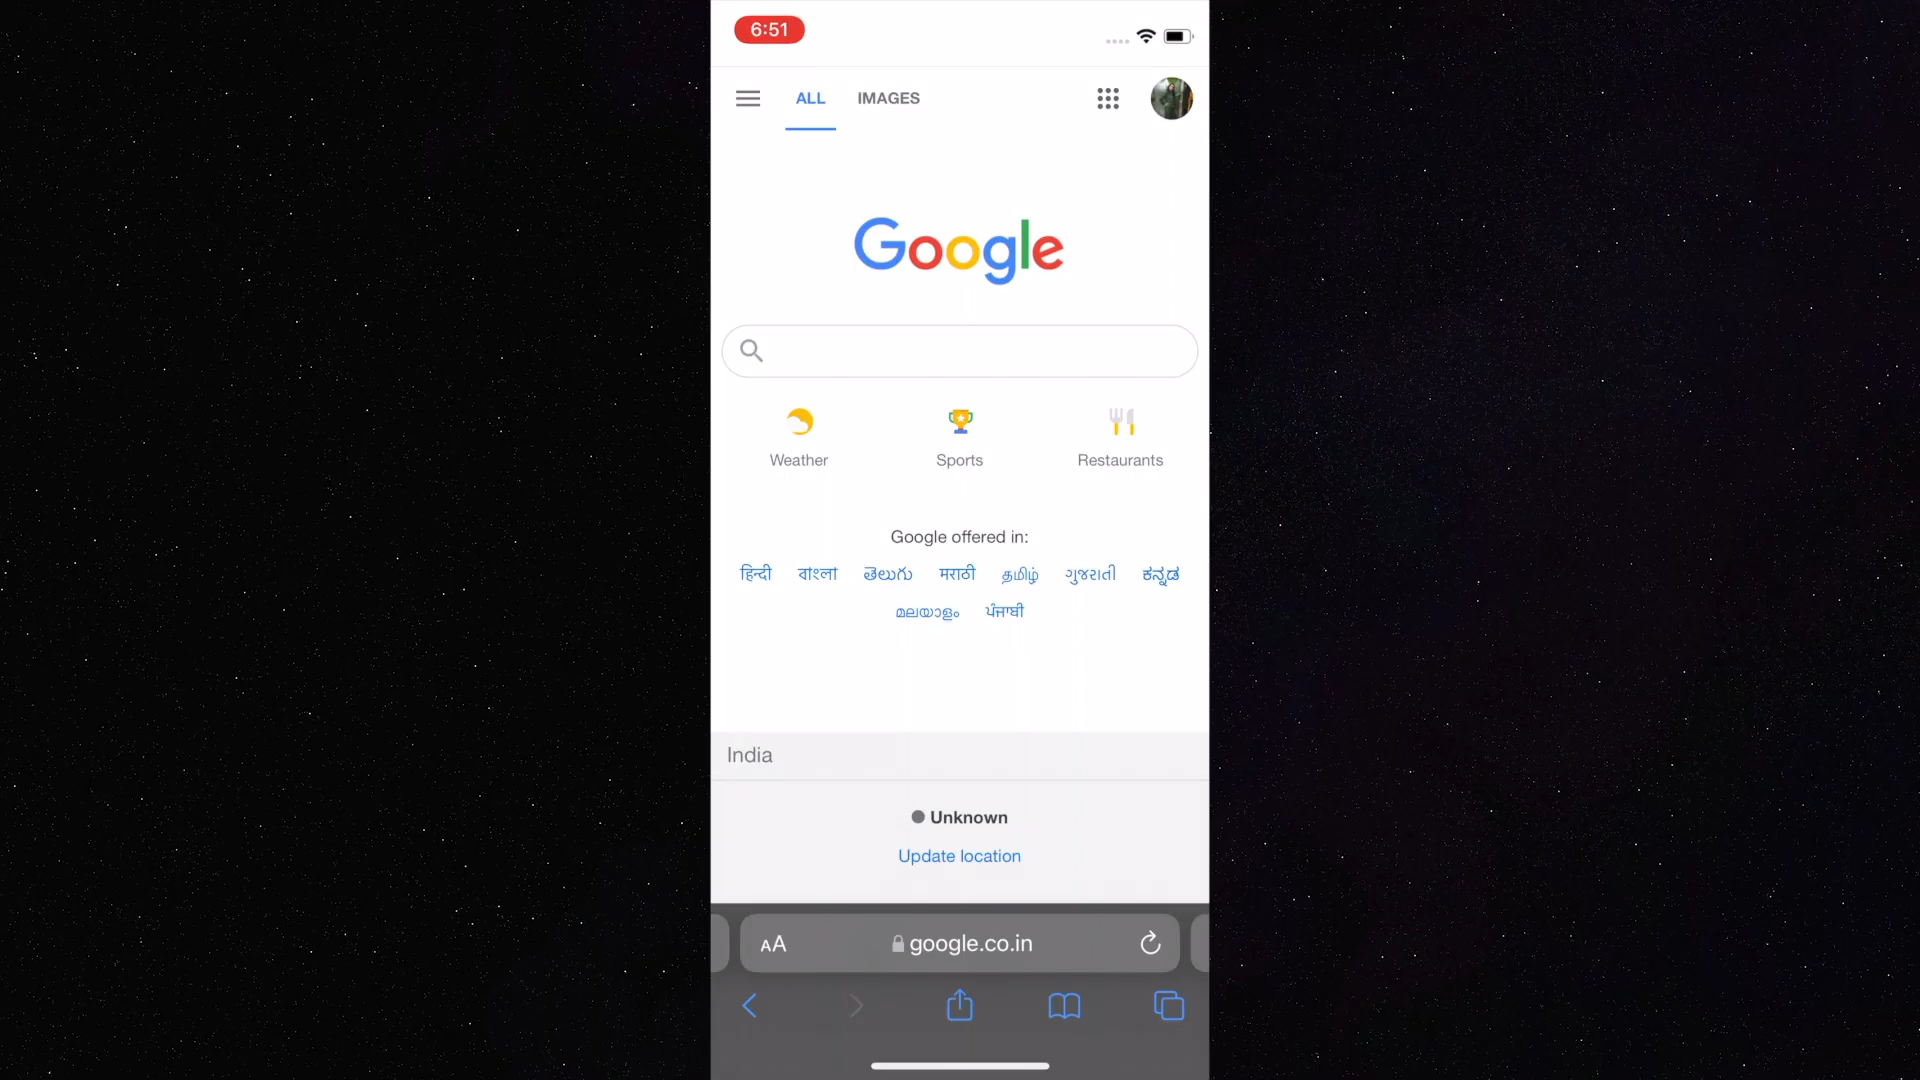 6:51
ALL IMAGES
Google
Weather Sports Restaurants
Google offered in:
हिन्दी বাংলা తెలుగు मराठी தமிழ் ગુજરાતી ಕನ್ನಡ
മലയാളം ਪੰਜਾਬੀ
India
Unknown
Update location
AA google.co.in